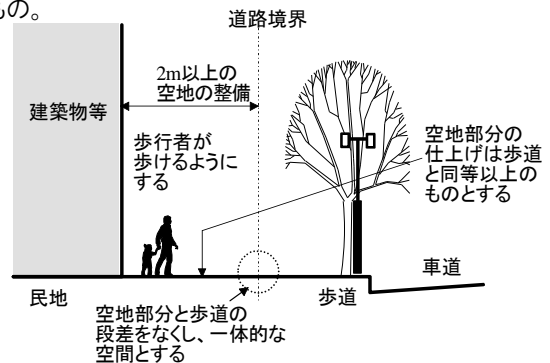 もの。
道路境界
2m以上の
空地の整備
建築物等
歩行者が
歩けるように
する
空地部分の
仕上げは歩道
と同等以上の
ものとする
車道
民地
歩道
空地部分と歩道の
段差をなくし、一体的な
空間とする